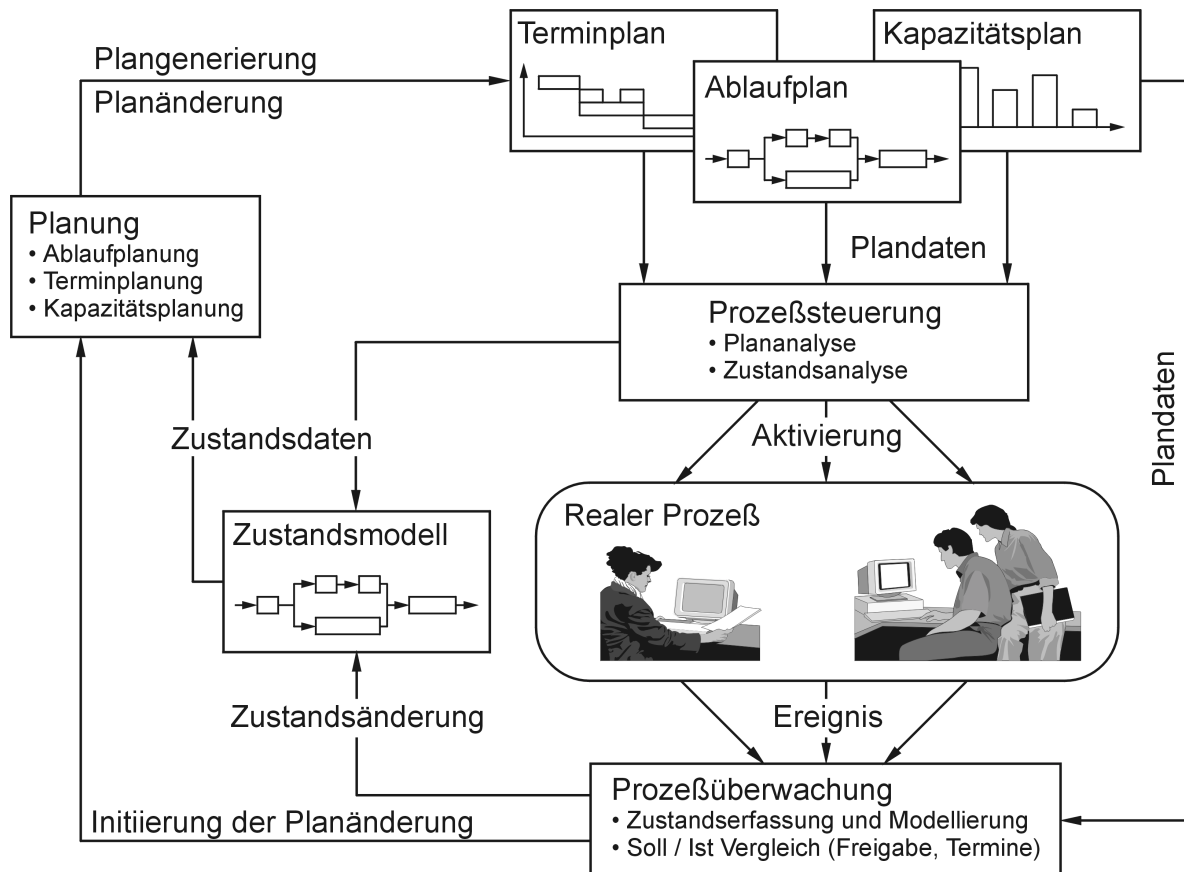 Terminplan
Kapazitätsplan
Plangenerierung
Planänderung
Ablaufplan
Planung
• Ablaufplanung
• Terminplanung
• Kapazitätsplanung
Plandaten
Prozeßsteuerung
• Plananalyse
• Zustandsanalyse
Plandaten
Zustandsdaten
Aktivierung
Realer Prozeß
Zustandsmodell
Zustandsänderung
Ereignis
Prozeßüberwachung
• Zustandserfassung und Modellierung
• Soll / Ist Vergleich (Freigabe, Termine)
Initiierung der Planänderung